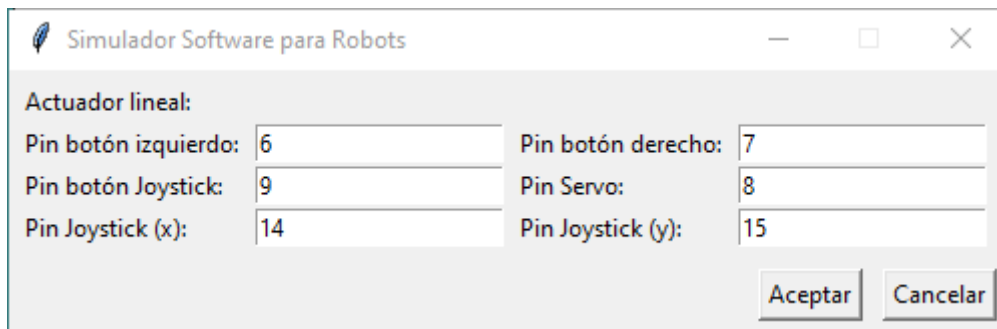 Simulador Software para Robots
Actuador lineal:
Pin botón izquierdo: 6 Pin botón derecho: 7
Pin botón Joystick: 9 Pin Servo: 8
Pin Joystick (x): 14 Pin Joystick (y): 15
Aceptar Cancelar